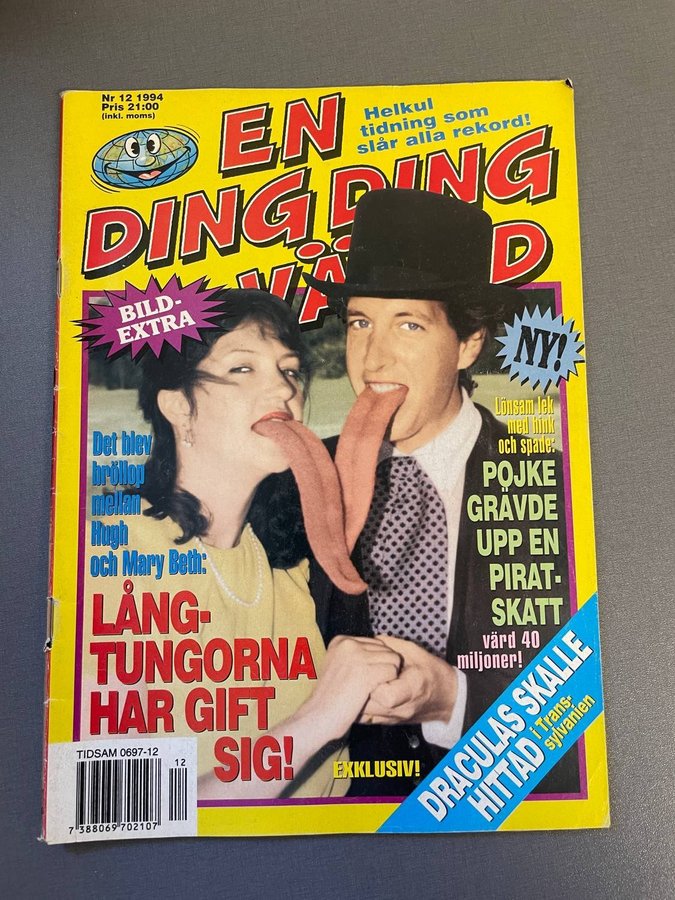 Nr 12 1994
Pris 21:00
(inkl. moms)
Helkul
tidning som
slår alla rekord!
EN
DING DING
VÄRLD
BILD-
EXTRA
NY!
Det blev
bröllop
mellan
Hugh
och Mary Beth:
LÅNG-
TUNGORNA
HAR GIFT
SIG!
Lönsam lek
med hink
och spade:
POJKE
GRÄVDE
UPP EN
PIRAT-
SKATT
värd 40
miljoner!
DRACULAS SKALLE
HITTAD
i Trans-
sylvanien
EXKLUSIV!
TIDSAM 0697-12
12
7 388069 702107